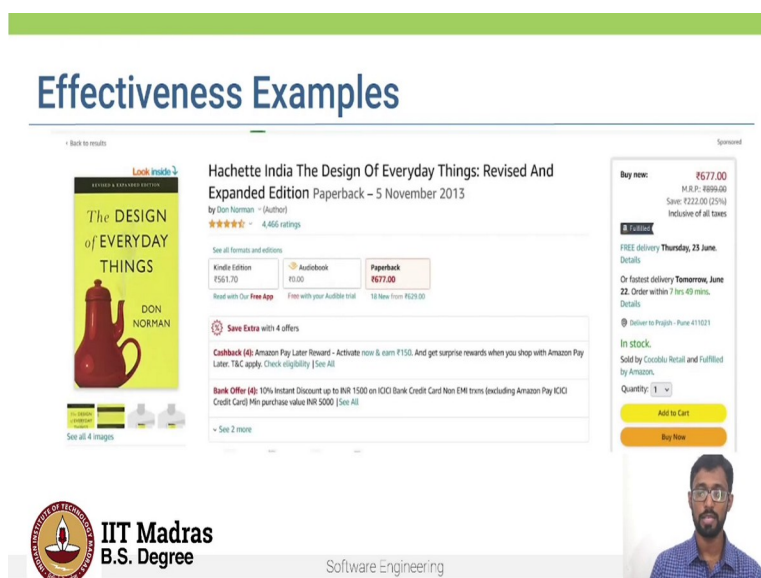 Effectiveness Examples
‹ Back to results
Sponsored
Look inside
REVISED & EXPANDED EDITION
The DESIGN
of EVERYDAY
THINGS
DON
NORMAN
See all 4 images
Hachette India The Design Of Everyday Things: Revised And
Expanded Edition Paperback – 5 November 2013
by Don Norman (Author)
4,466 ratings
See all formats and editions
Kindle Edition
₹561.70
Read with Our Free App
Audiobook
₹0.00
Free with your Audible trial
Paperback
₹677.00
18 New from ₹629.00
Save Extra with 4 offers
Cashback (4): Amazon Pay Later Reward - Activate now & earn ₹150. And get surprise rewards when you shop with Amazon Pay
Later. T&C apply. Check eligibility | See All
Bank Offer (4): 10% Instant Discount up to INR 1500 on ICICI Bank Credit Card Non EMI trxns (excluding Amazon Pay ICICI
Credit Card) Min purchase value INR 5000 | See All
See 2 more
Buy new: ₹677.00
M.R.P.: ₹899.00
Save: ₹222.00 (25%)
Inclusive of all taxes
Fulfilled
FREE delivery Thursday, 23 June.
Details
Or fastest delivery Tomorrow, June
22. Order within 7 hrs 49 mins.
Details
Deliver to Prajish - Pune 411021
In stock.
Sold by Cocoblu Retail and Fulfilled
by Amazon.
Quantity: 1
Add to Cart
Buy Now
IIT Madras
B.S. Degree
Software Engineering